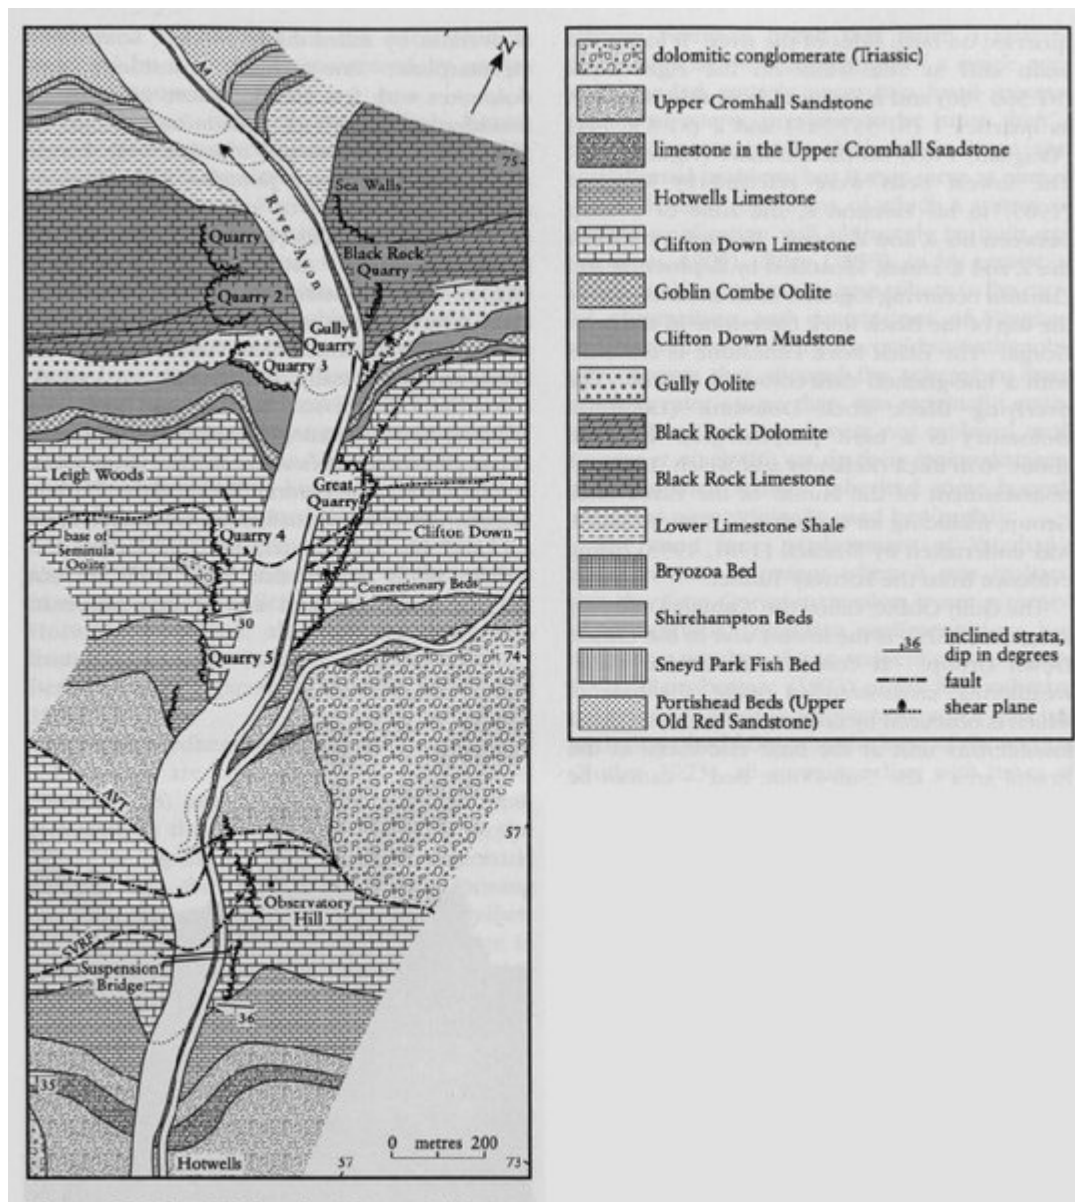 N
A4
75
Sea Walls
River Avon
Quarry
1
Black Rock
Quarry
Quarry 2
Gully
Quarry
Quarry 3
Leigh Woods
Great
Quarry
base of
Seminula
Oolite
Quarry 4
Clifton Down
Concretionary Beds
30
Quarry 5
74
AVT
57
Observatory
Hill
SVRF
Suspension
Bridge
36
35
0 metres 200
Hotwells
57
73
dolomitic conglomerate (Triassic)
Upper Cromhall Sandstone
limestone in the Upper Cromhall Sandstone
Hotwells Limestone
Clifton Down Limestone
Goblin Combe Oolite
Clifton Down Mudstone
Gully Oolite
Black Rock Dolomite
Black Rock Limestone
Lower Limestone Shale
Bryozoa Bed
Shirehampton Beds
Sneyd Park Fish Bed
Portishead Beds (Upper
Old Red Sandstone)
36
inclined strata,
dip in degrees
fault
shear plane